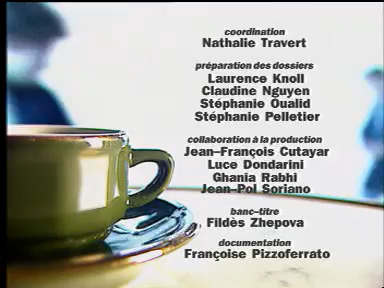 coordination
Nathalie Travert
préparation des dossiers
Laurence Knoll
Claudine Nguyen
Stéphanie Oualid
Stéphanie Pelletier
collaboration à la production
Jean–François Cutayar
Luce Dondarini
Ghania Rabhi
Jean–Pol Soriano
banc–titre
Fildès Zhepova
documentation
Françoise Pizzoferrato